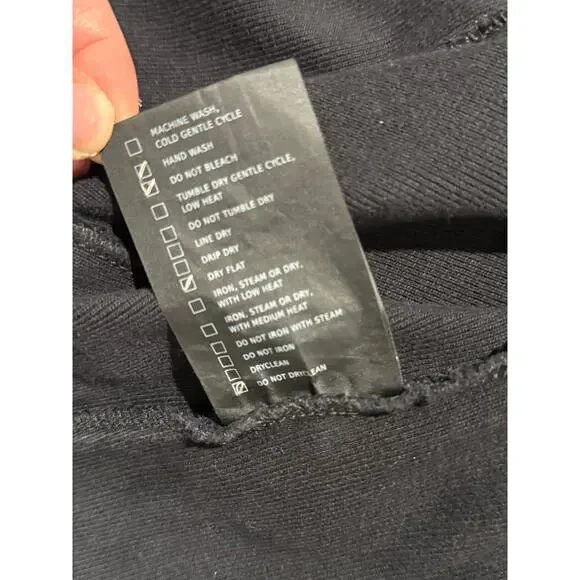 MACHINE WASH,
COLD GENTLE CYCLE
HAND WASH
DO NOT BLEACH
TUMBLE DRY GENTLE CYCLE,
LOW HEAT
DO NOT TUMBLE DRY
LINE DRY
DRIP DRY
DRY FLAT
IRON, STEAM OR DRY,
WITH LOW HEAT
IRON, STEAM OR DRY,
WITH MEDIUM HEAT
DO NOT IRON WITH STEAM
DO NOT IRON
DRYCLEAN
DO NOT DRYCLEAN